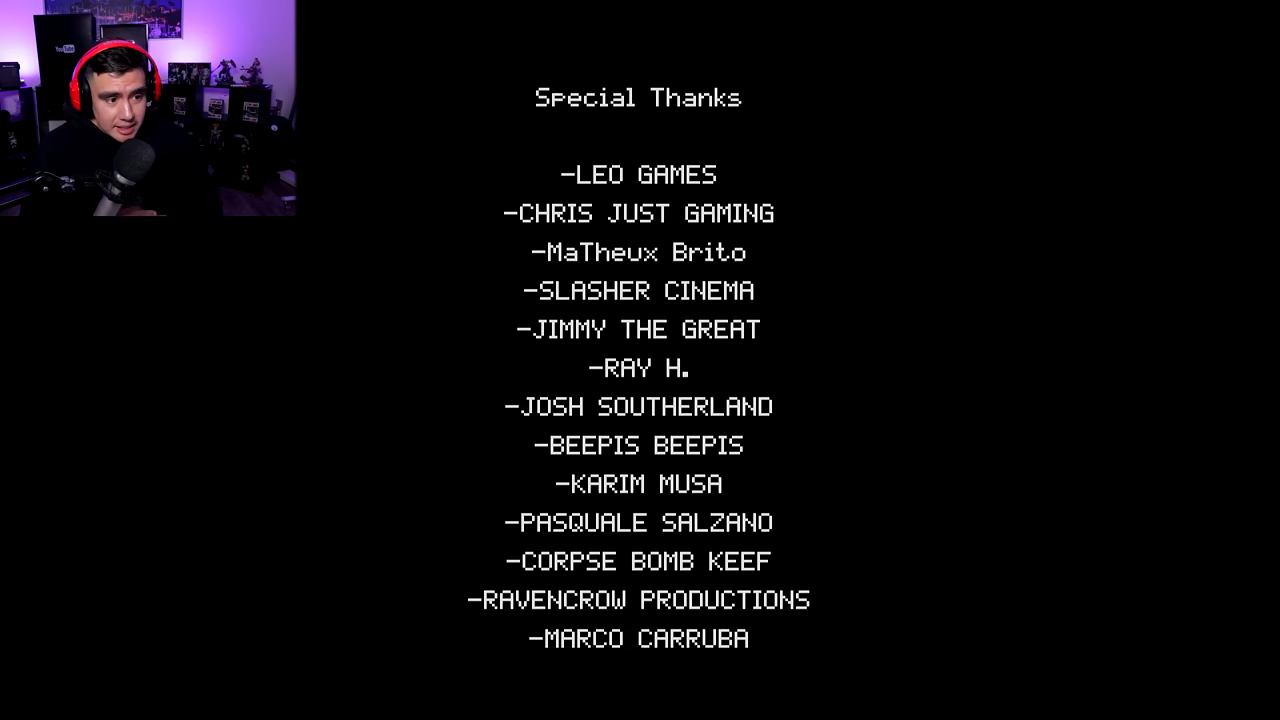 YouTube
Special Thanks
-LEO GAMES
-CHRIS JUST GAMING
-MaTheux Brito
-SLASHER CINEMA
-JIMMY THE GREAT
-RAY H.
-JOSH SOUTHERLAND
-BEEPIS BEEPIS
-KARIM MUSA
-PASQUALE SALZANO
-CORPSE BOMB KEEF
-RAVENCROW PRODUCTIONS
-MARCO CARRUBA